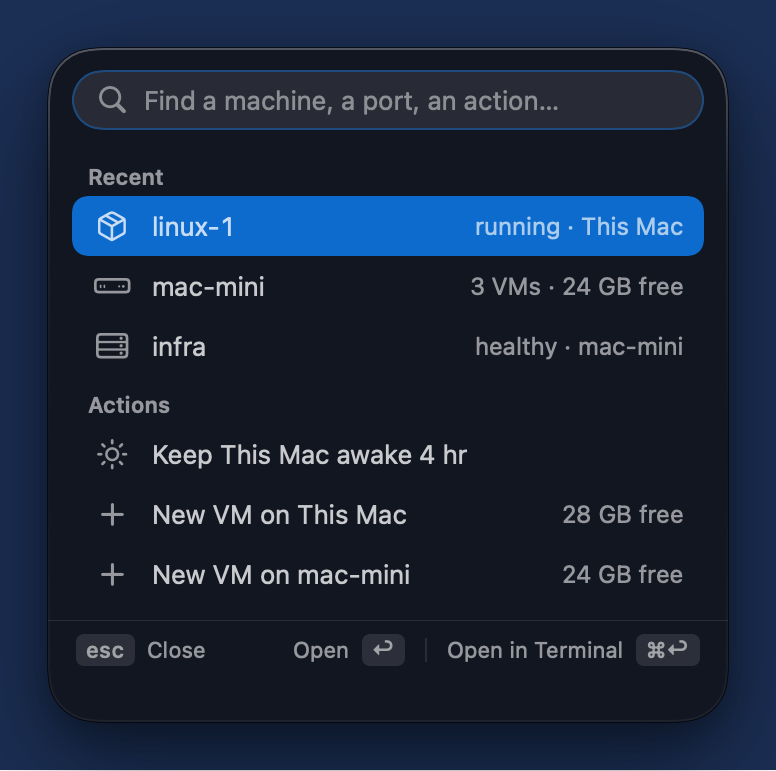 Find a machine, a port, an action...
Recent
linux-1 running · This Mac
mac-mini 3 VMs · 24 GB free
infra healthy · mac-mini
Actions
Keep This Mac awake 4 hr
New VM on This Mac 28 GB free
New VM on mac-mini 24 GB free
esc Close Open ↩ Open in Terminal ⌘↩